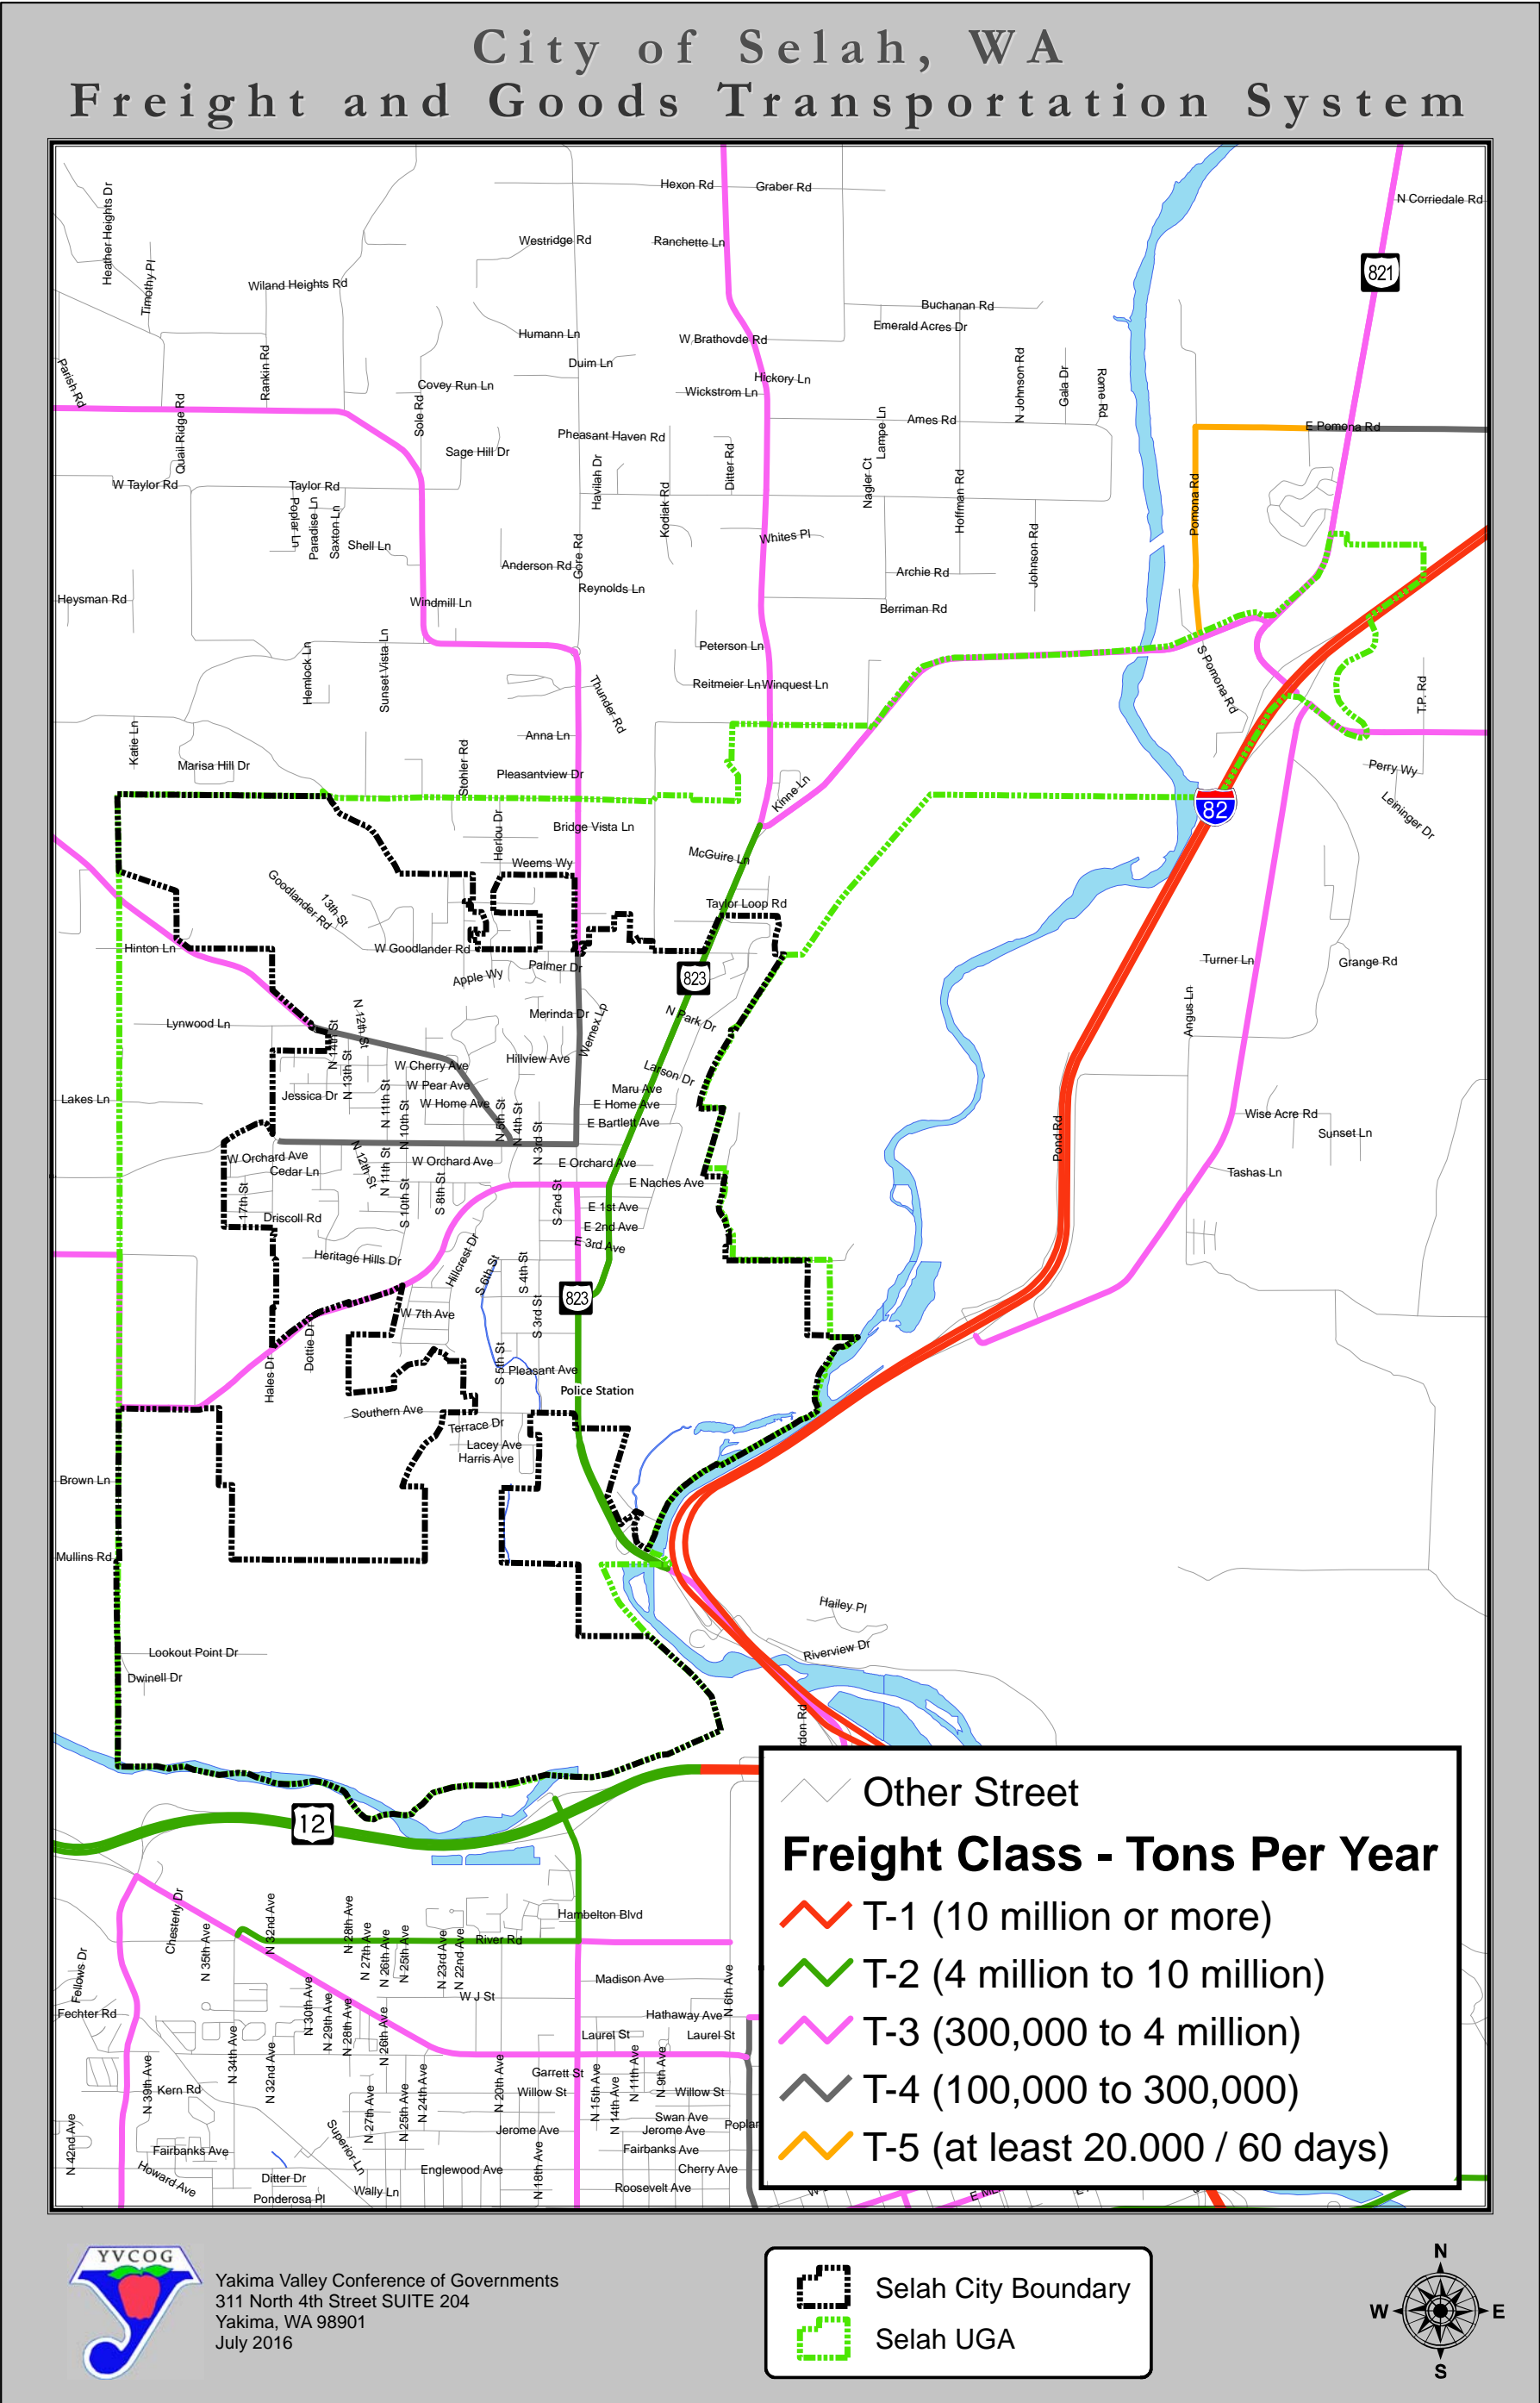 City of Selah, WA
Freight and Goods Transportation System
Hexon Rd
Graber Rd
N Corriedale Rd
Heather Heights Dr
Timothy Pl
Westridge Rd
Ranchette Ln
821
Wiland Heights Rd
Buchanan Rd
Emerald Acres Dr
Humann Ln
W Brathovde Rd
Parish Rd
Rankin Rd
Duim Ln
Hickory Ln
N Johnson Rd
Gala Dr
Rome Rd
Covey Run Ln
Wickstrom Ln
Quail Ridge Rd
Sole Rd
Lampe Ln
Ames Rd
E Pomona Rd
Pheasant Haven Rd
Sage Hill Dr
Ditter Rd
Havilah Dr
Nagler Ct
W Taylor Rd
Taylor Rd
Kodiak Rd
Hoffman Rd
Pomona Rd
Poplar Ln
Paradise Ln
Saxton Ln
Shell Ln
Whites Pl
Johnson Rd
Gore Rd
Anderson Rd
Archie Rd
Reynolds Ln
Heysman Rd
Windmill Ln
Berriman Rd
Peterson Ln
Hemlock Ln
Sunset Vista Ln
Thunder Rd
Reitmeier Ln
Winquest Ln
S Pomona Rd
T.P. Rd
Katie Ln
Anna Ln
Marisa Hill Dr
Stohler Rd
Pleasantview Dr
Kinne Ln
Perry Wy
Leininger Dr
82
Herlou Dr
Bridge Vista Ln
McGuire Ln
Weems Wy
Goodlander Rd
13th St
Taylor Loop Rd
Hinton Ln
W Goodlander Rd
Turner Ln
Grange Rd
Apple Wy
Palmer Dr
823
Angus Ln
Lynwood Ln
N 14th St
N 12th St
Merinda Dr
Wernex Lp
N Park Dr
N 13th St
W Cherry Ave
Hillview Ave
Larson Dr
W Pear Ave
Maru Ave
Lakes Ln
Jessica Dr
N 11th St
N 10th St
W Home Ave
N 5th St
N 4th St
E Home Ave
Wise Acre Rd
E Bartlett Ave
Pond Rd
Sunset Ln
W Orchard Ave
Cedar Ln
N 12th St
N 11th St
W Orchard Ave
N 3rd St
E Orchard Ave
Tashas Ln
17th St
S 10th St
S 8th St
S 2nd St
E Naches Ave
E 1st Ave
Driscoll Rd
E 2nd Ave
Heritage Hills Dr
Hillcrest Dr
S 6th St
S 4th St
E 3rd Ave
823
W 7th Ave
S 3rd St
Dottie Dr
Hales Dr
S 5th St
Pleasant Ave
Police Station
Southern Ave
Terrace Dr
Lacey Ave
Harris Ave
Brown Ln
Mullins Rd
Hailey Pl
Riverview Dr
Lookout Point Dr
Dwinell Dr
12
Chesterly Dr
N 35th Ave
N 32nd Ave
N 28th Ave
N 27th Ave
N 26th Ave
N 25th Ave
N 23rd Ave
N 22nd Ave
Hambelton Blvd
River Rd
Fellows Dr
Madison Ave
N 6th Ave
W J St
Fechter Rd
N 30th Ave
N 29th Ave
N 28th Ave
N 26th Ave
Hathaway Ave
Laurel St
Laurel St
N 34th Ave
N 32nd Ave
Garrett St
N 39th Ave
Kern Rd
N 27th Ave
N 25th Ave
N 24th Ave
N 20th Ave
Willow St
N 15th Ave
N 14th Ave
N 11th Ave
N 9th Ave
Willow St
Swan Ave
Jerome Ave
Jerome Ave
Poplar
N 42nd Ave
Fairbanks Ave
Superior Ln
Fairbanks Ave
Howard Ave
Ditter Dr
Englewood Ave
N 18th Ave
Cherry Ave
Ponderosa Pl
Wally Ln
Roosevelt Ave
Other Street
Freight Class - Tons Per Year
T-1 (10 million or more)
T-2 (4 million to 10 million)
T-3 (300,000 to 4 million)
T-4 (100,000 to 300,000)
T-5 (at least 20.000 / 60 days)
YVCOG
Yakima Valley Conference of Governments
311 North 4th Street SUITE 204
Yakima, WA 98901
July 2016
Selah City Boundary
Selah UGA
N
W
E
S